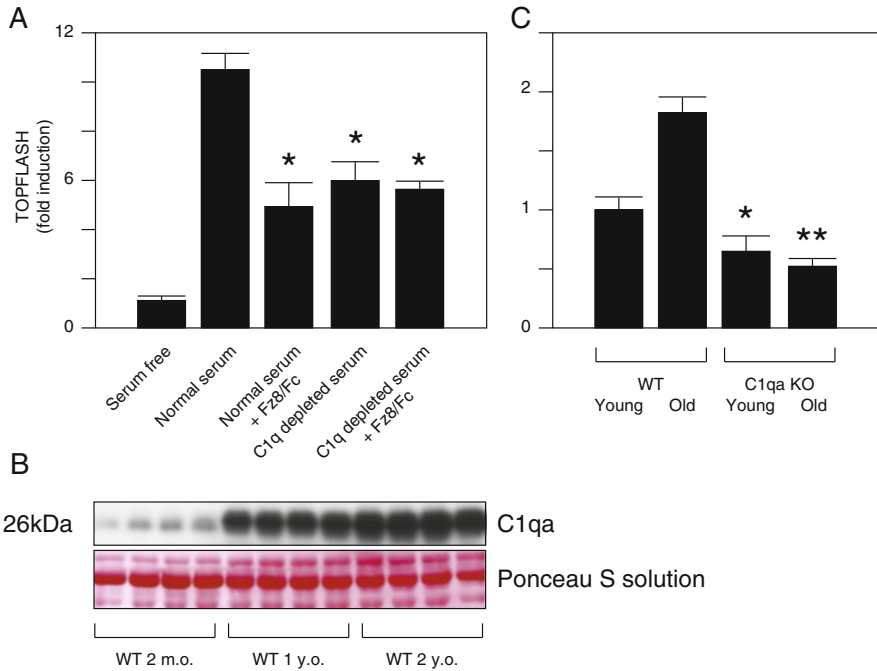 A
12
6
0
TOPFLASH
(fold induction)
*
*
*
Serum free
Normal serum
Normal serum
+ Fz8/Fc
C1q depleted serum
C1q depleted serum
+ Fz8/Fc
C
2
1
0
*
**
WT
C1qa KO
Young
Old
Young
Old
B
26kDa
C1qa
Ponceau S solution
WT 2 m.o.
WT 1 y.o.
WT 2 y.o.